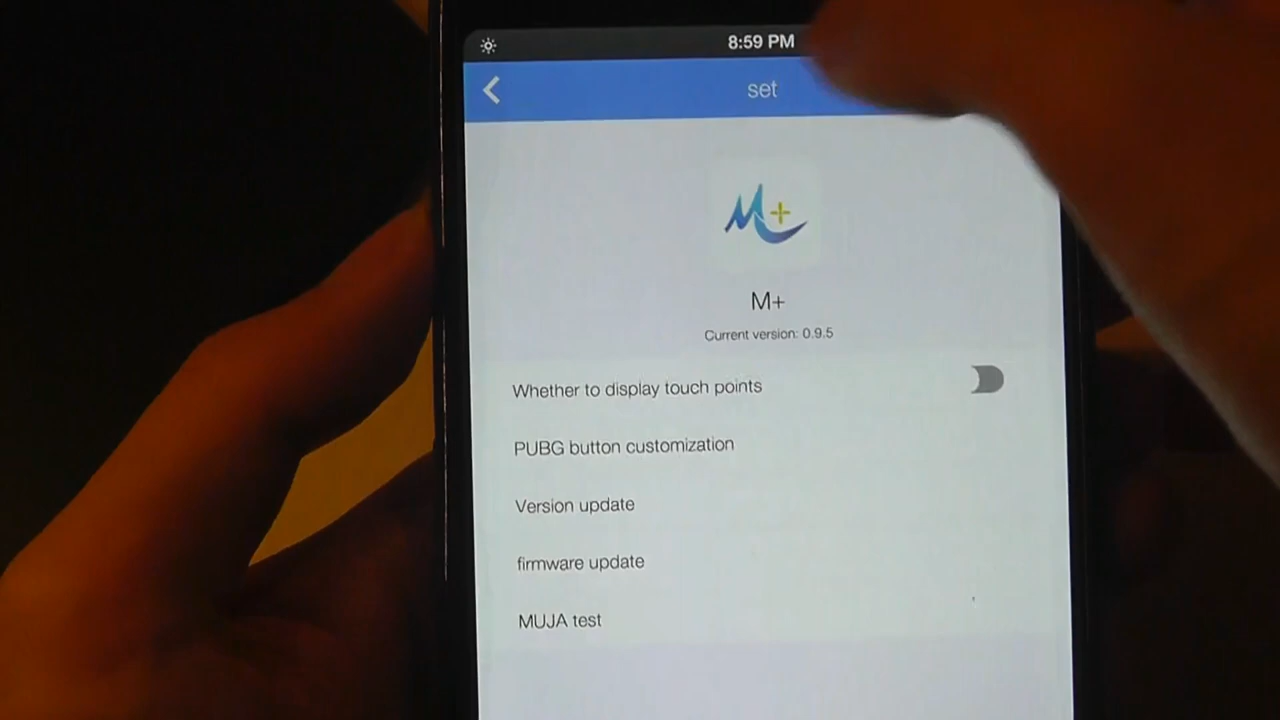 8:59 PM
set
M+
M+
Current version: 0.9.5
Whether to display touch points
PUBG button customization
Version update
firmware update
MUJA test